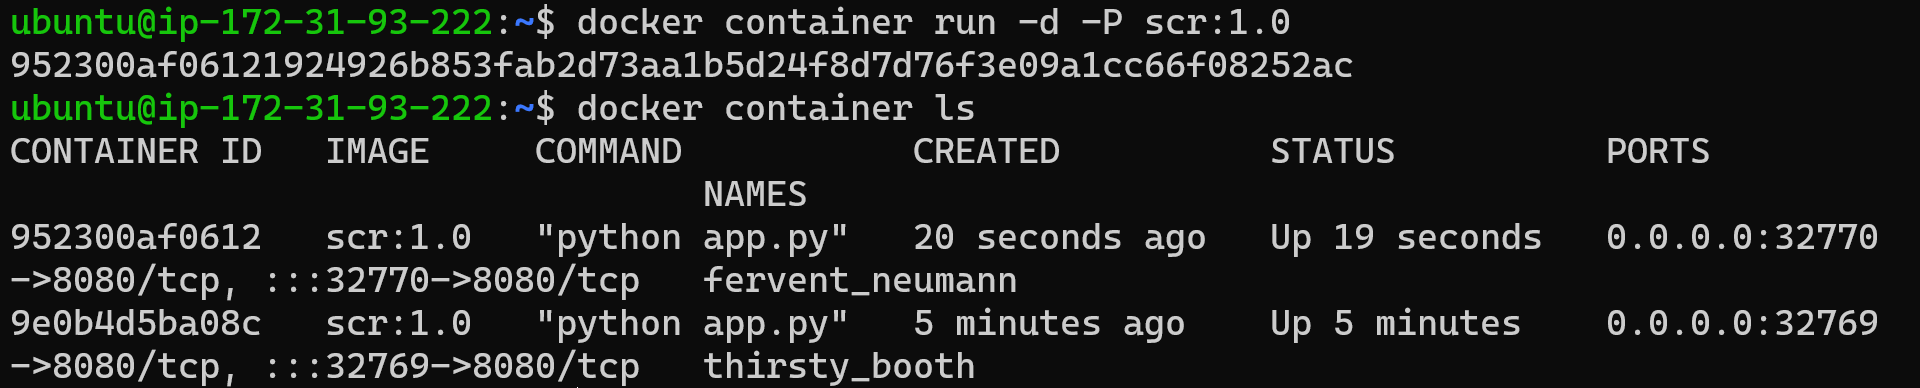 ubuntu@ip-172-31-93-222:~$ docker container run -d -P scr:1.0
952300af06121924926b853fab2d73aa1b5d24f8d7d76f3e09a1cc66f08252ac
ubuntu@ip-172-31-93-222:~$ docker container ls
CONTAINER ID   IMAGE     COMMAND           CREATED          STATUS          PORTS
NAMES
952300af0612   scr:1.0   "python app.py"   20 seconds ago   Up 19 seconds   0.0.0.0:32770
->8080/tcp, :::32770->8080/tcp   fervent_neumann
9e0b4d5ba08c   scr:1.0   "python app.py"   5 minutes ago    Up 5 minutes    0.0.0.0:32769
->8080/tcp, :::32769->8080/tcp   thirsty_booth